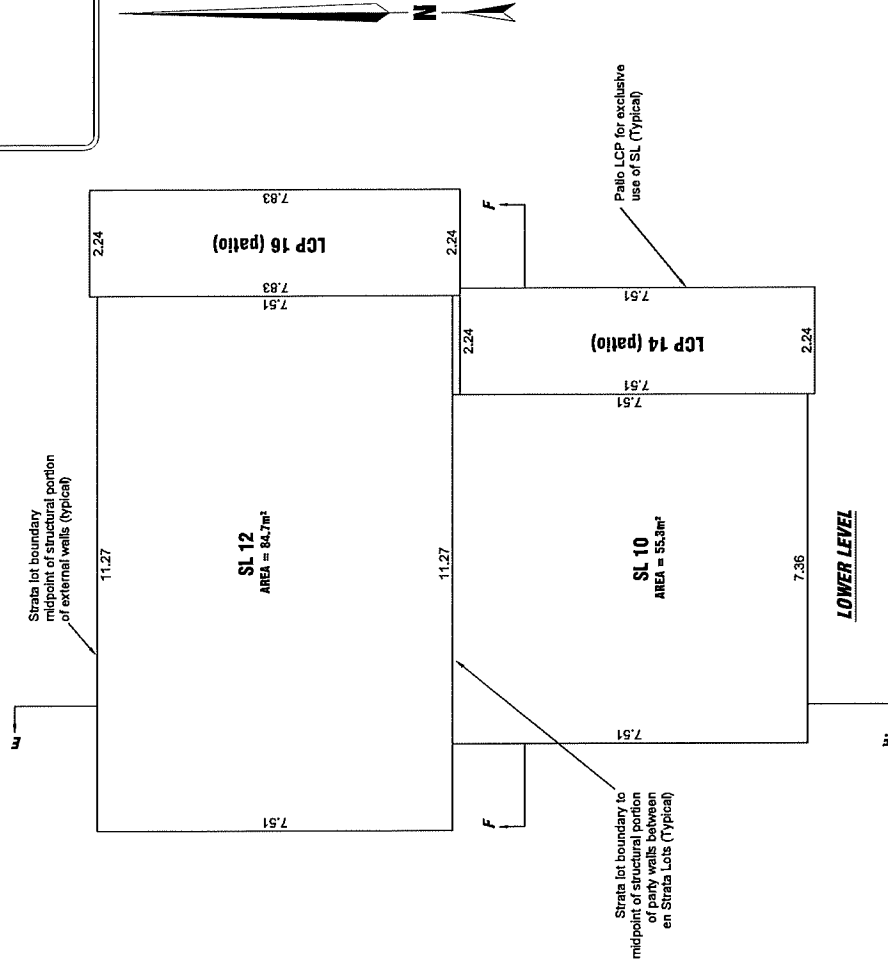 N
Patio LCP for exclusive
use of SL (Typical)
Strata lot boundary
midpoint of structural portion
of external walls (typical)
E
2.24
7.83
LCP 16 (patio)
7.83
2.24
F
11.27
7.51
SL 12
AREA = 84.7m²
7.51
11.27
2.24
7.51
LCP 14 (patio)
7.51
2.24
7.51
SL 10
AREA = 55.3m²
7.51
7.36
F
LOWER LEVEL
Strata lot boundary to
midpoint of structural portion
of party walls between
en Strata Lots (Typical)